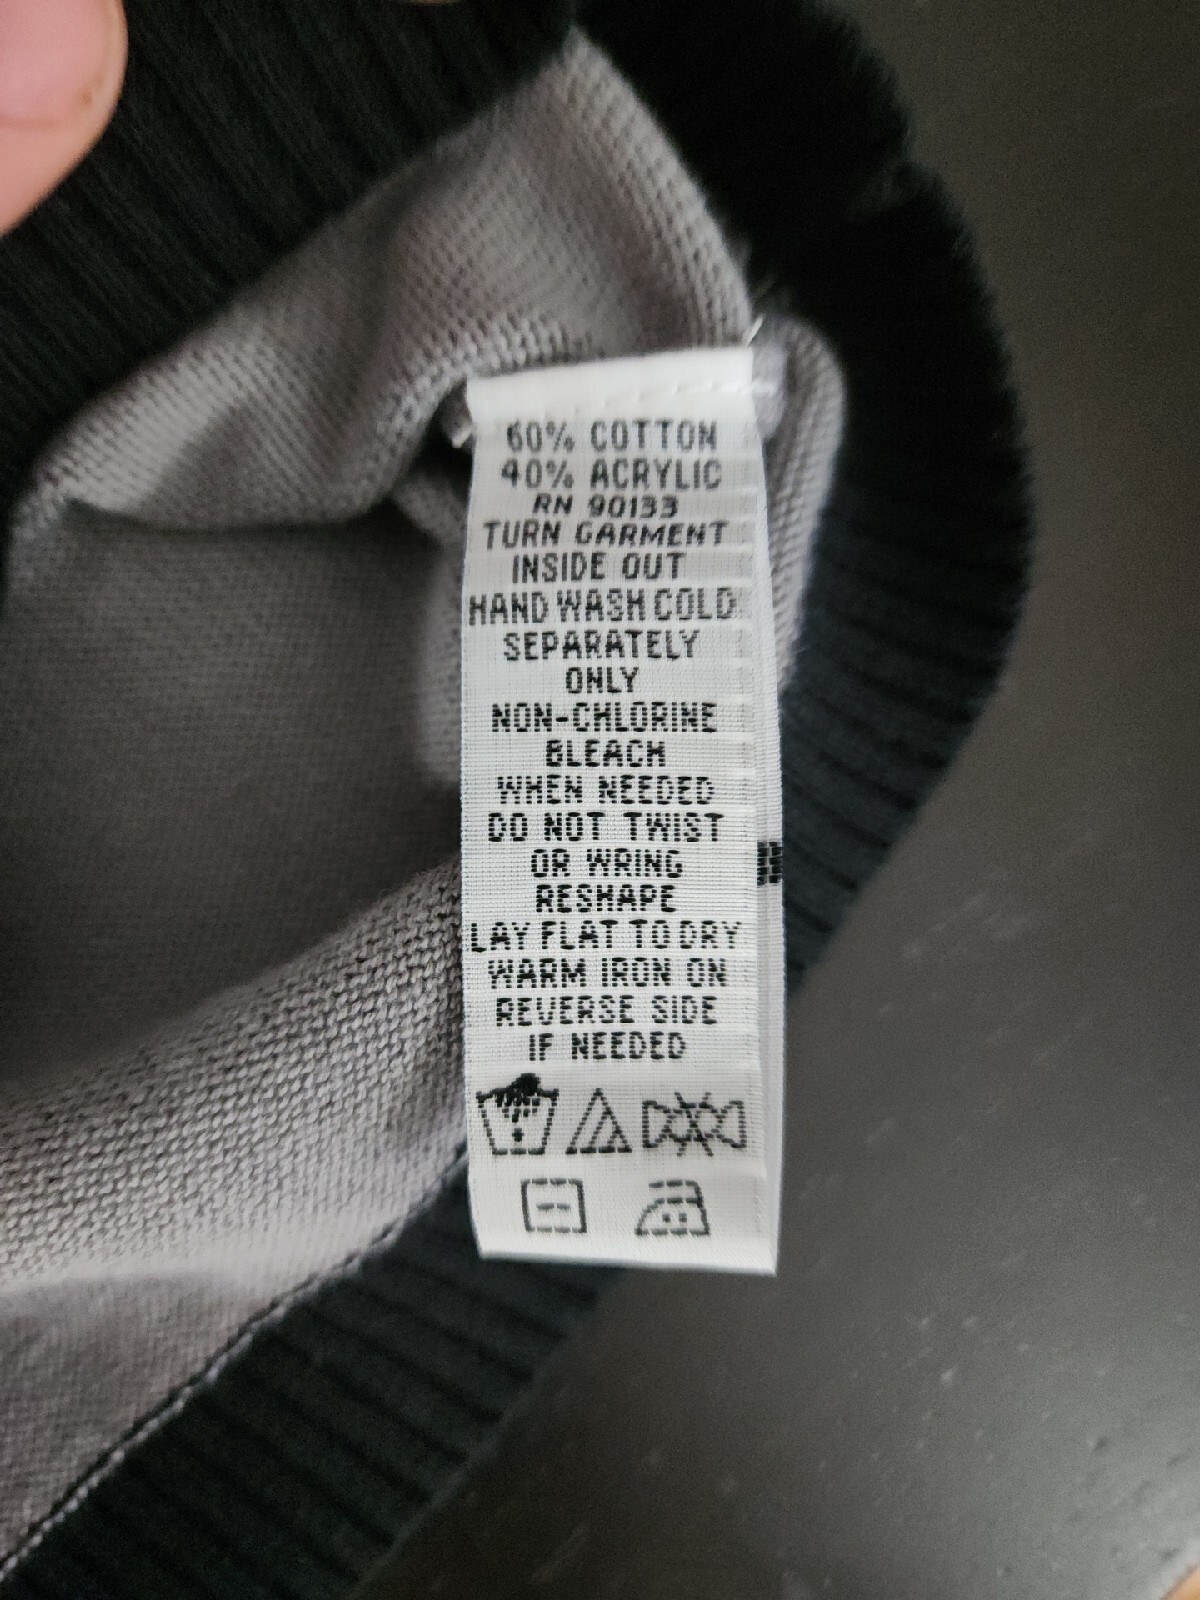 60% COTTON
40% ACRYLIC
RN 90133
TURN GARMENT
INSIDE OUT
HAND WASH COLD
SEPARATELY
ONLY
NON-CHLORINE
BLEACH
WHEN NEEDED
DO NOT TWIST
OR WRING
RESHAPE
LAY FLAT TO DRY
WARM IRON ON
REVERSE SIDE
IF NEEDED